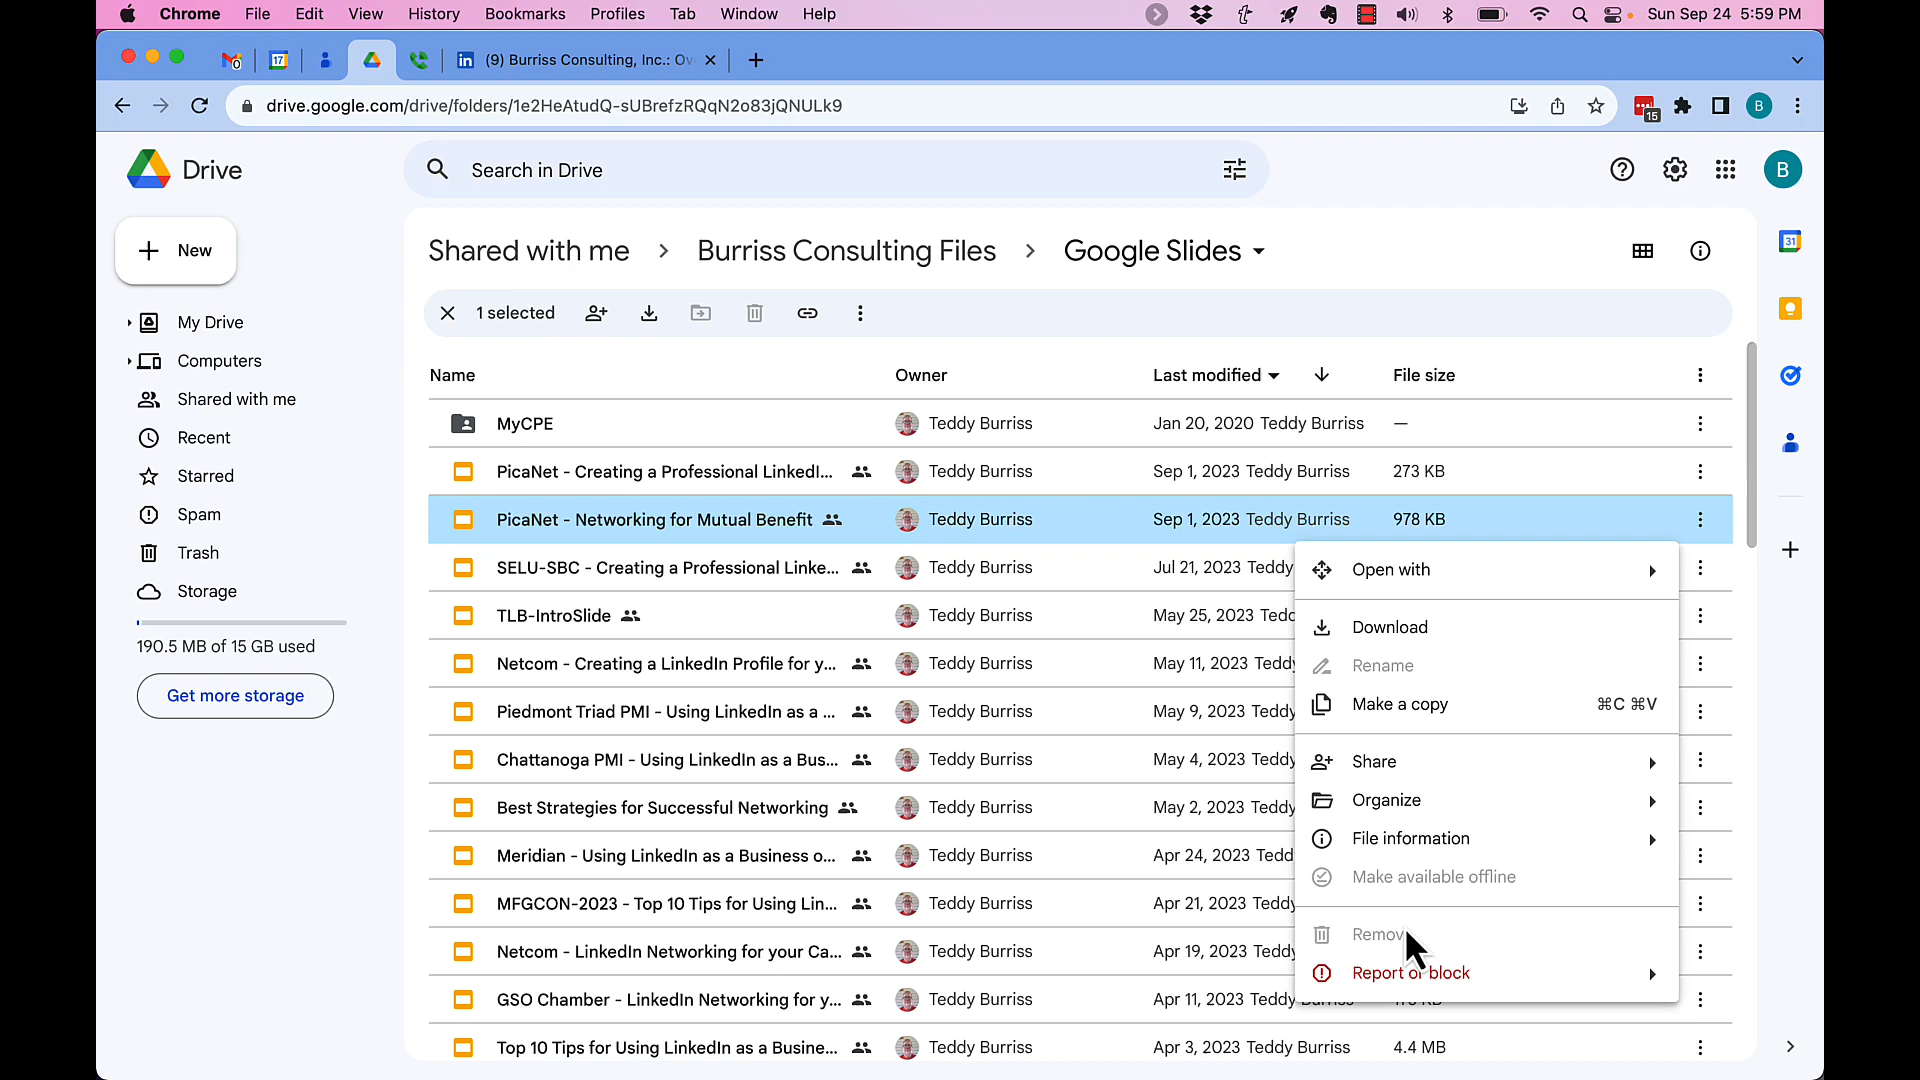 Chrome File Edit View History Bookmarks Profiles Tab Window Help Sun Sep 24 5:59 PM
0 17 in (9) Burriss Consulting, Inc.: Ov
drive.google.com/drive/folders/1e2HeAtudQ-sUBrefzRQqN2o83jQNULk9 15 B
Drive Search in Drive B
New
My Drive
Computers
Shared with me
Recent
Starred
Spam
Trash
Storage
190.5 MB of 15 GB used
Get more storage
Shared with me > Burriss Consulting Files > Google Slides
31
1 selected
Name Owner Last modified File size
MyCPE Teddy Burriss Jan 20, 2020 Teddy Burriss —
PicaNet - Creating a Professional LinkedI... Teddy Burriss Sep 1, 2023 Teddy Burriss 273 KB
PicaNet - Networking for Mutual Benefit Teddy Burriss Sep 1, 2023 Teddy Burriss 978 KB
SELU-SBC - Creating a Professional Linke... Teddy Burriss Jul 21, 2023 Teddy
TLB-IntroSlide Teddy Burriss May 25, 2023 Tedd
Netcom - Creating a LinkedIn Profile for y... Teddy Burriss May 11, 2023 Teddy
Piedmont Triad PMI - Using LinkedIn as a ... Teddy Burriss May 9, 2023 Teddy
Chattanoga PMI - Using LinkedIn as a Bus... Teddy Burriss May 4, 2023 Teddy
Best Strategies for Successful Networking Teddy Burriss May 2, 2023 Teddy
Meridian - Using LinkedIn as a Business o... Teddy Burriss Apr 24, 2023 Tedd
MFGCON-2023 - Top 10 Tips for Using Lin... Teddy Burriss Apr 21, 2023 Teddy
Netcom - LinkedIn Networking for your Ca... Teddy Burriss Apr 19, 2023 Teddy
GSO Chamber - LinkedIn Networking for y... Teddy Burriss Apr 11, 2023 Teddy Burriss
Top 10 Tips for Using LinkedIn as a Busine... Teddy Burriss Apr 3, 2023 Teddy Burriss 4.4 MB
Open with
Download
Rename
Make a copy ⌘C ⌘V
Share
Organize
File information
Make available offline
Remov
Report or block